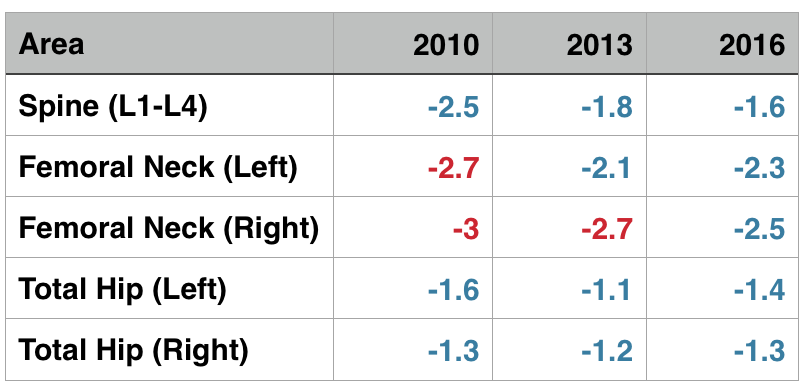 Area 2010 2013 2016
Spine (L1-L4) -2.5 -1.8 -1.6
Femoral Neck (Left) -2.7 -2.1 -2.3
Femoral Neck (Right) -3 -2.7 -2.5
Total Hip (Left) -1.6 -1.1 -1.4
Total Hip (Right) -1.3 -1.2 -1.3